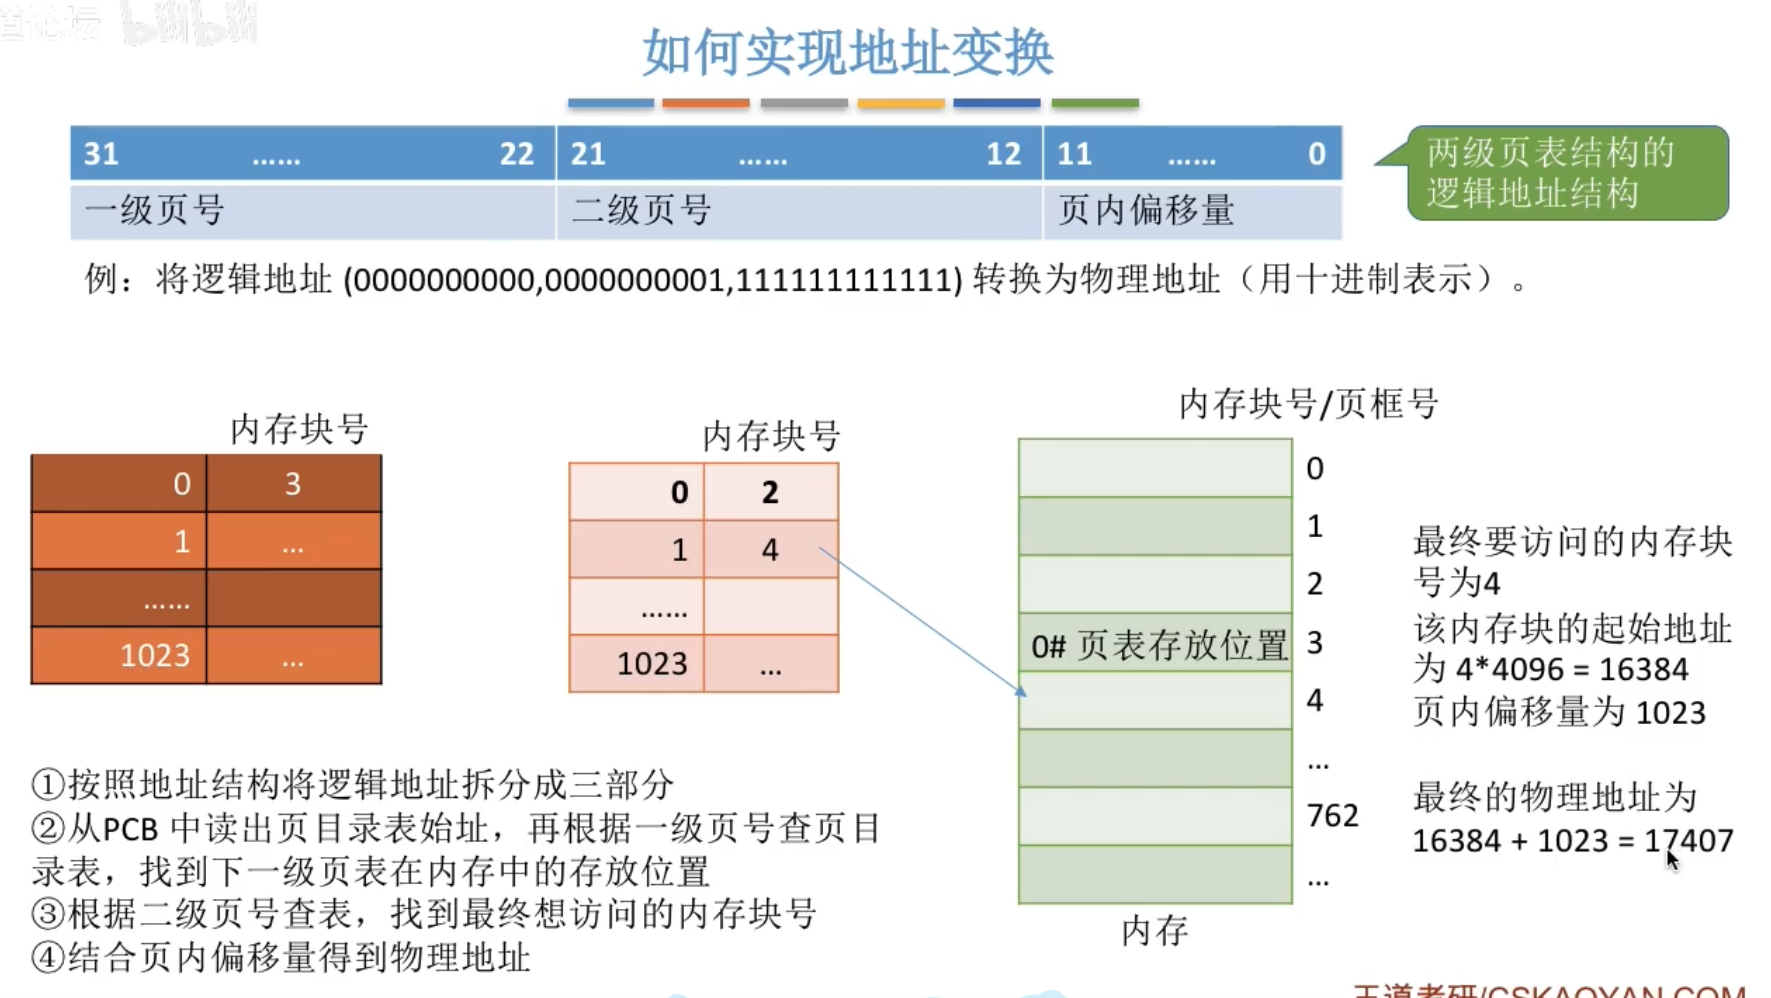 道论坛 bilibili
如何实现地址变换
31 …… 22 21 …… 12 11 …… 0
一级页号 二级页号 页内偏移量
两级页表结构的
逻辑地址结构
例：将逻辑地址 (0000000000,0000000001,111111111111) 转换为物理地址（用十进制表示）。
内存块号
0 3
1 ...
……
1023 ...
内存块号
0 2
1 4
……
1023 ...
内存块号/页框号
0
1
2
0# 页表存放位置 3
4
...
762
...
内存
最终要访问的内存块
号为4
该内存块的起始地址
为 4*4096 = 16384
页内偏移量为 1023
最终的物理地址为
16384 + 1023 = 17407
①按照地址结构将逻辑地址拆分成三部分
②从PCB 中读出页目录表始址，再根据一级页号查页目
录表，找到下一级页表在内存中的存放位置
③根据二级页号查表，找到最终想访问的内存块号
④结合页内偏移量得到物理地址
王道考研/CSKAOYAN.COM